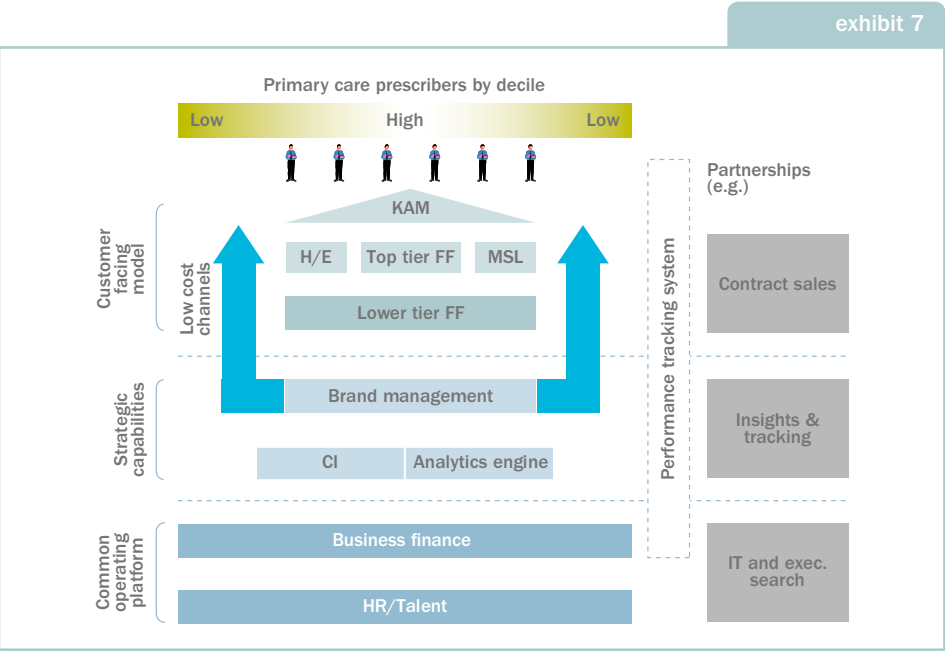 exhibit 7
Primary care prescribers by decile
Low
High
Low
Partnerships
(e.g.)
Customer
facing
model
Low cost
channels
KAM
H/E
Top tier FF
MSL
Lower tier FF
Performance tracking system
Contract sales
Strategic
capabilities
Brand management
CI
Analytics engine
Insights &
tracking
Common
operating
platform
Business finance
HR/Talent
IT and exec.
search